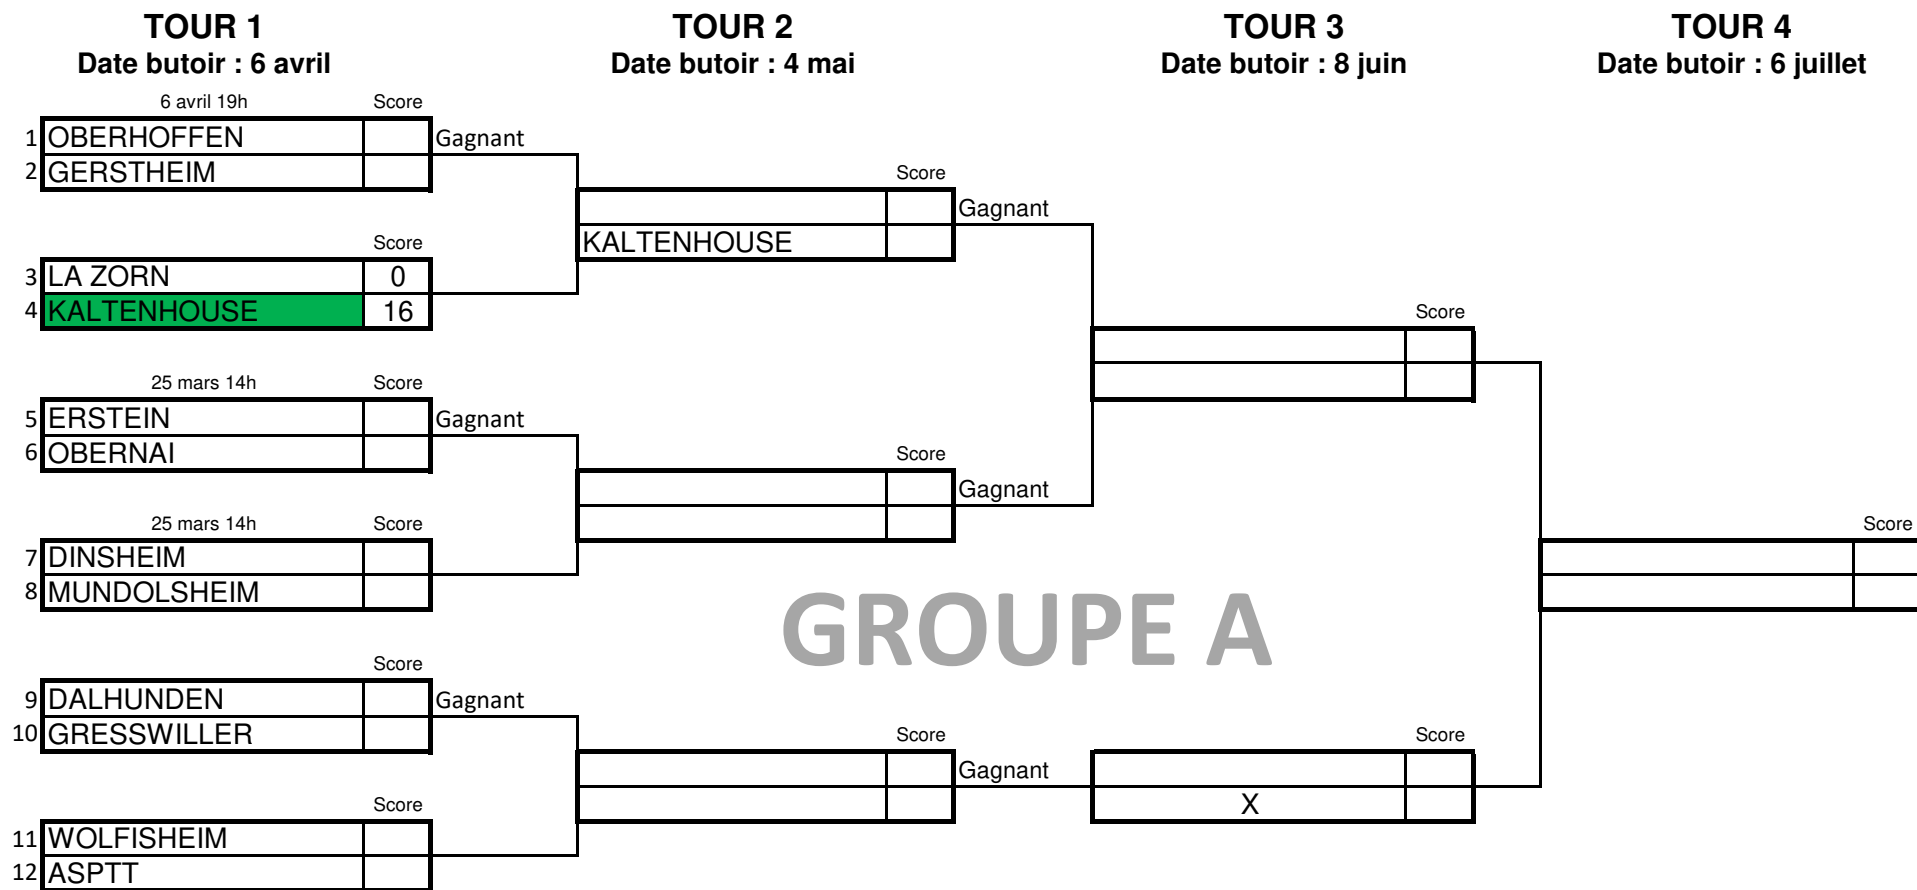 TOUR 1 TOUR 2 TOUR 3 TOUR 4
Date butoir : 6 avril Date butoir : 4 mai Date butoir : 8 juin Date butoir : 6 juillet
6 avril 19h Score
1 OBERHOFFEN Gagnant
2 GERSTHEIM Score
Gagnant
Score KALTENHOUSE
3 LA ZORN 0
4 KALTENHOUSE 16 Score
25 mars 14h Score
5 ERSTEIN Gagnant
6 OBERNAI Score
Gagnant
25 mars 14h Score Score
7 DINSHEIM
8 MUNDOLSHEIM
GROUPE A
Score
9 DALHUNDEN Gagnant
10 GRESSWILLER Score Score
Gagnant
Score X
11 WOLFISHEIM
12 ASPTT